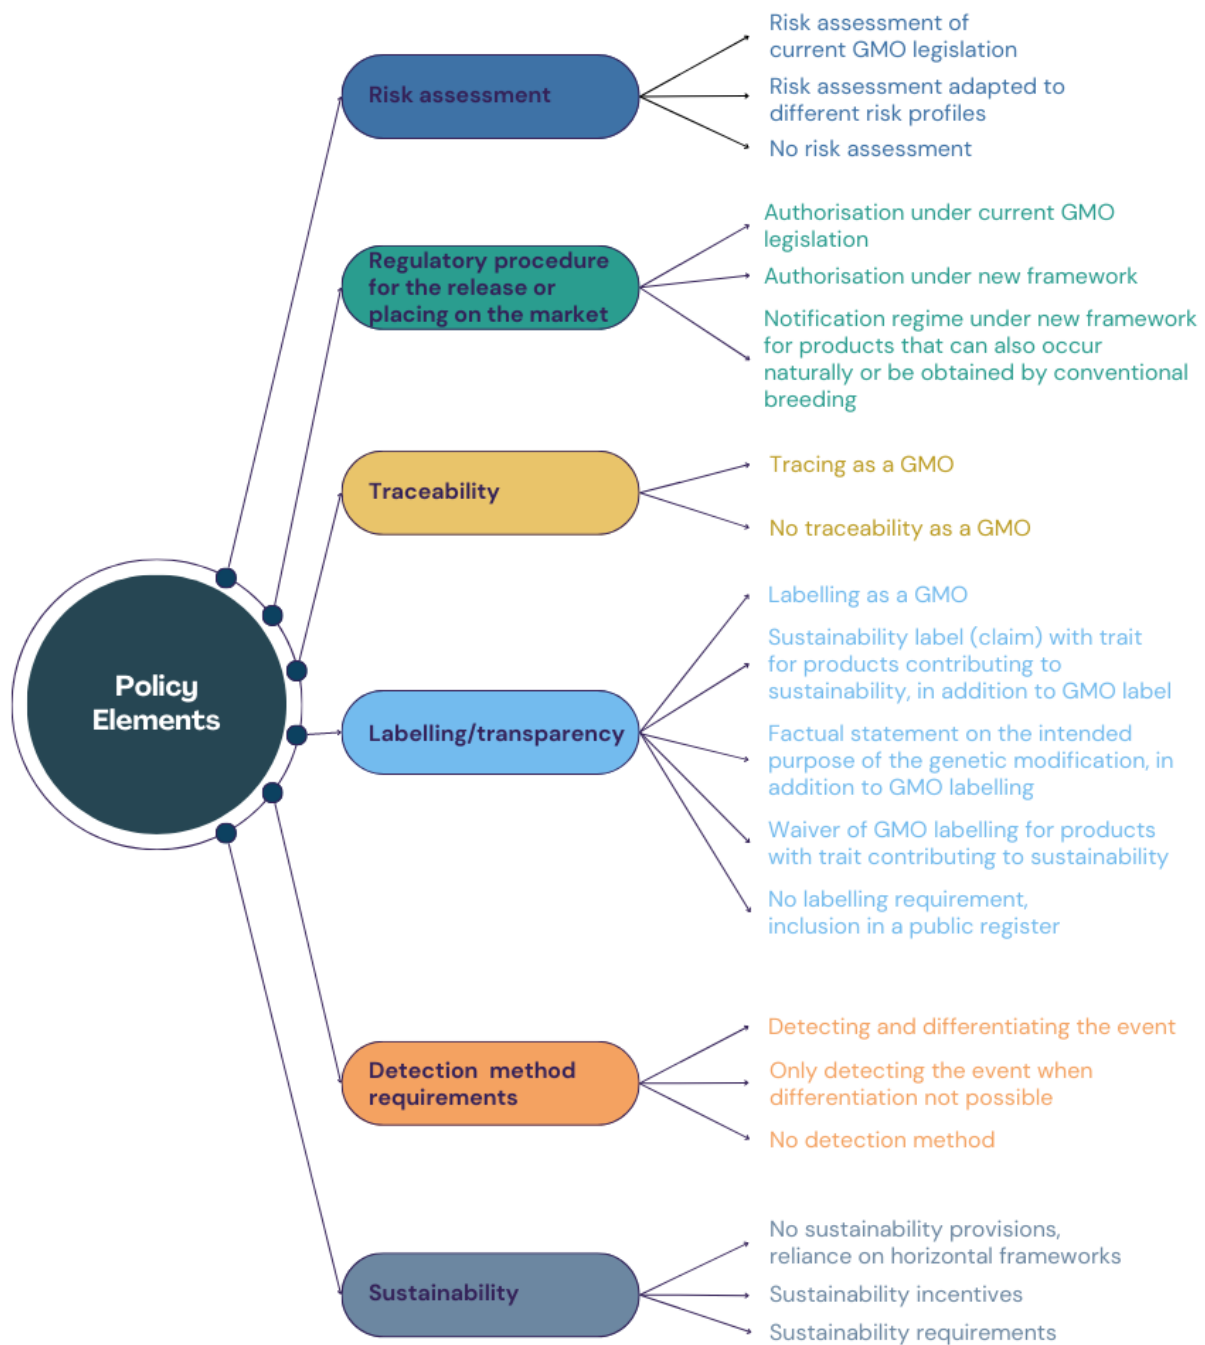 Policy
Elements
Risk assessment
Risk assessment of
current GMO legislation
Risk assessment adapted to
different risk profiles
No risk assessment
Regulatory procedure
for the release or
placing on the market
Authorisation under current GMO
legislation
Authorisation under new framework
Notification regime under new framework
for products that can also occur
naturally or be obtained by conventional
breeding
Traceability
Tracing as a GMO
No traceability as a GMO
Labelling/transparency
Labelling as a GMO
Sustainability label (claim) with trait
for products contributing to
sustainability, in addition to GMO label
Factual statement on the intended
purpose of the genetic modification, in
addition to GMO labelling
Waiver of GMO labelling for products
with trait contributing to sustainability
No labelling requirement,
inclusion in a public register
Detection method
requirements
Detecting and differentiating the event
Only detecting the event when
differentiation not possible
No detection method
Sustainability
No sustainability provisions,
reliance on horizontal frameworks
Sustainability incentives
Sustainability requirements